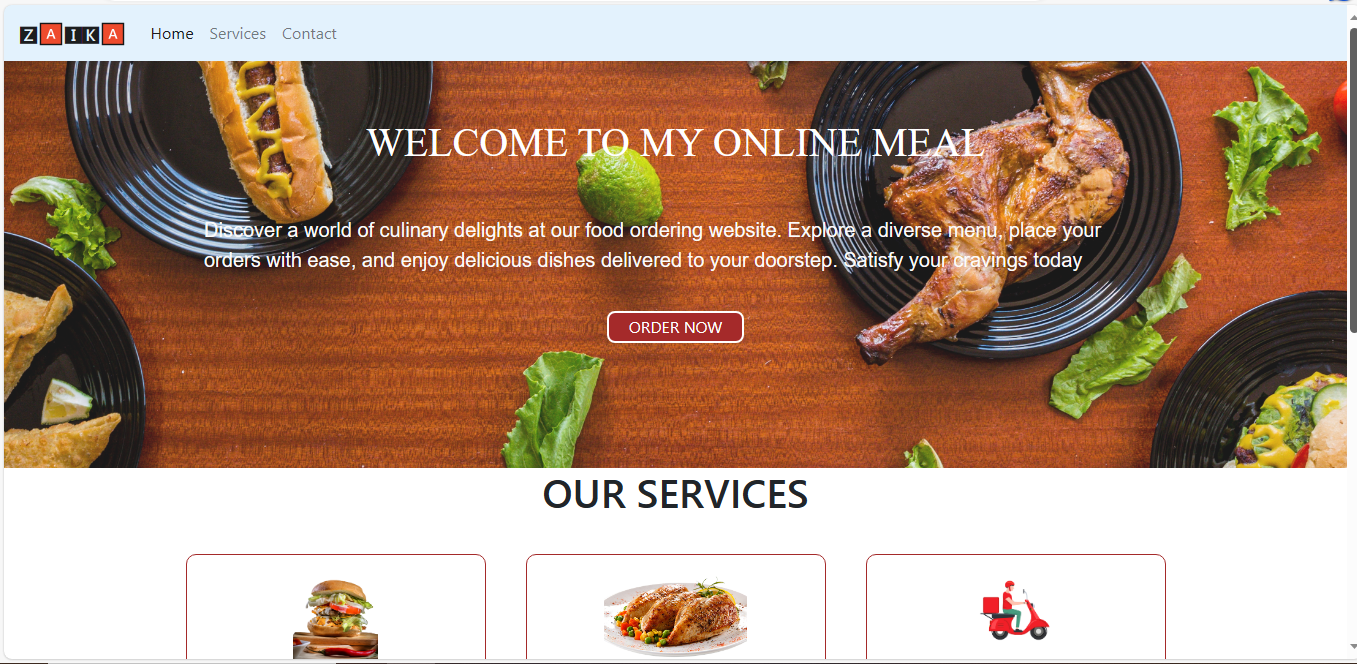 ZAIKA
Home Services Contact
WELCOME TO MY ONLINE MEAL
Discover a world of culinary delights at our food ordering website. Explore a diverse menu, place your
orders with ease, and enjoy delicious dishes delivered to your doorstep. Satisfy your cravings today
ORDER NOW
OUR SERVICES